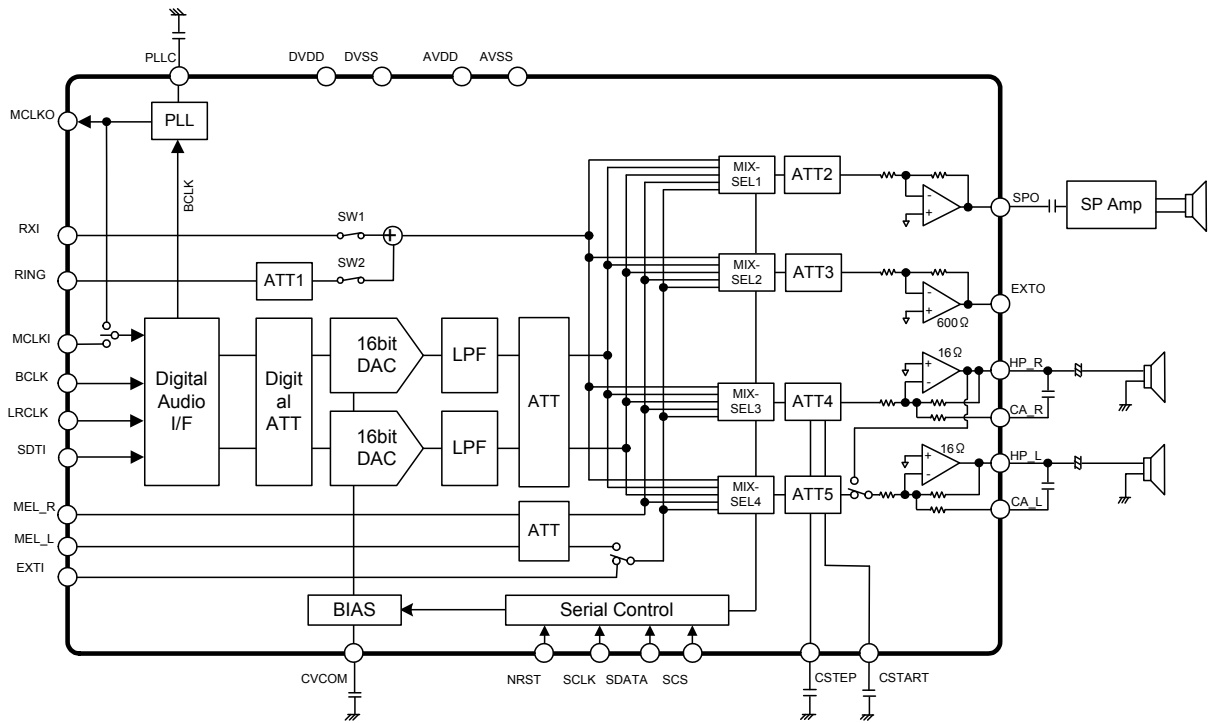 PLLC
DVDD
DVSS
AVDD
AVSS
MCLKO
PLL
BCLK
RXI
SW1
RING
ATT1
SW2
MCLKI
BCLK
LRCLK
SDTI
Digital
Audio
I/F
Digit
al
ATT
16bit
DAC
LPF
16bit
DAC
LPF
ATT
MEL_R
MEL_L
EXTI
ATT
MIX-
SEL1
ATT2
SPO
SP Amp
MIX-
SEL2
ATT3
EXTO
600Ω
MIX-
SEL3
ATT4
16Ω
HP_R
CA_R
MIX-
SEL4
ATT5
16Ω
HP_L
CA_L
-
+
-
+
+
-
+
-
BIAS
Serial Control
CVCOM
NRST
SCLK
SDATA
SCS
CSTEP
CSTART